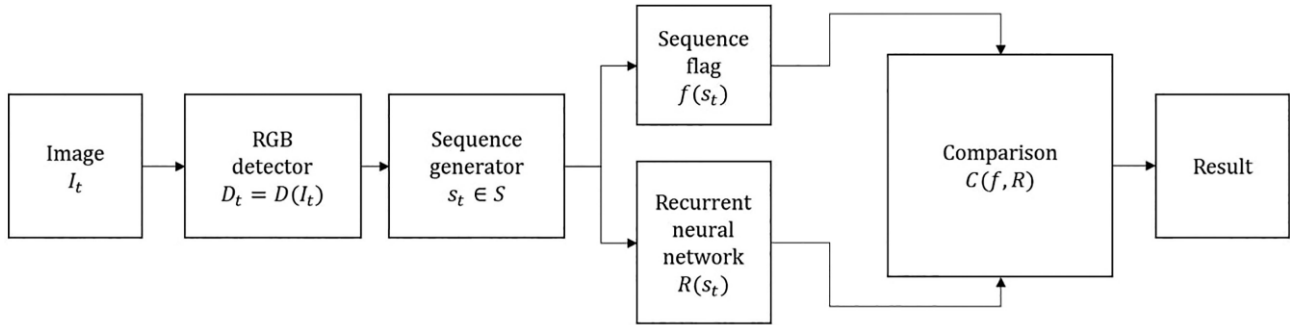 Image
I_t
RGB
detector
D_t = D(I_t)
Sequence
generator
s_t ∈ S
Sequence
flag
f(s_t)
Recurrent
neural
network
R(s_t)
Comparison
C(f, R)
Result